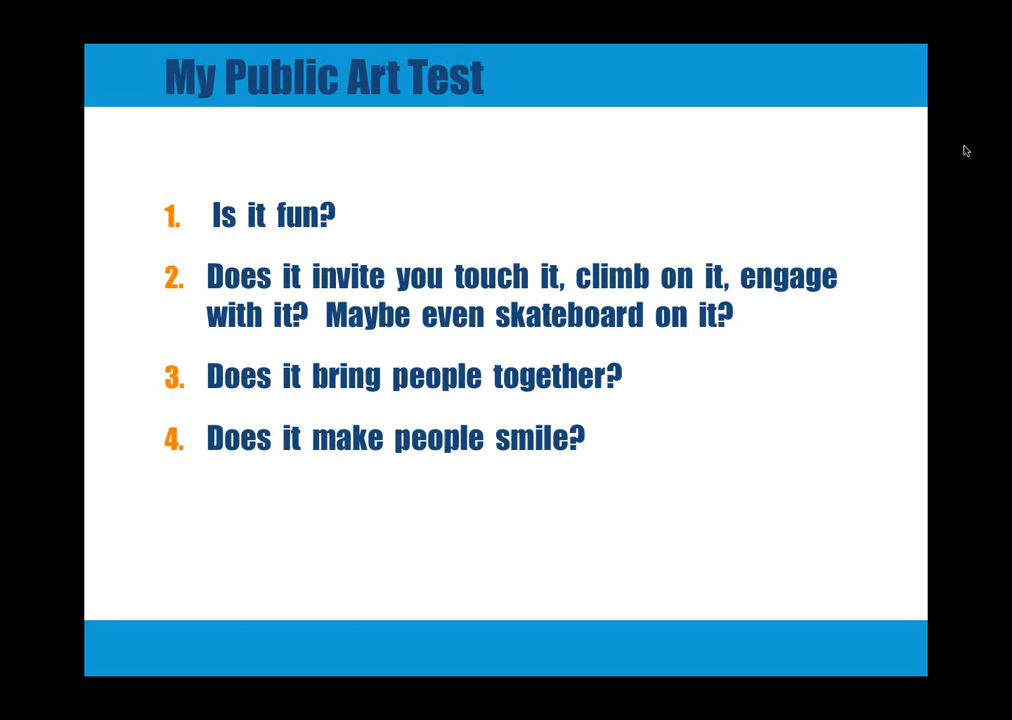 My Public Art Test
1. Is it fun?
2. Does it invite you touch it, climb on it, engage
with it? Maybe even skateboard on it?
3. Does it bring people together?
4. Does it make people smile?